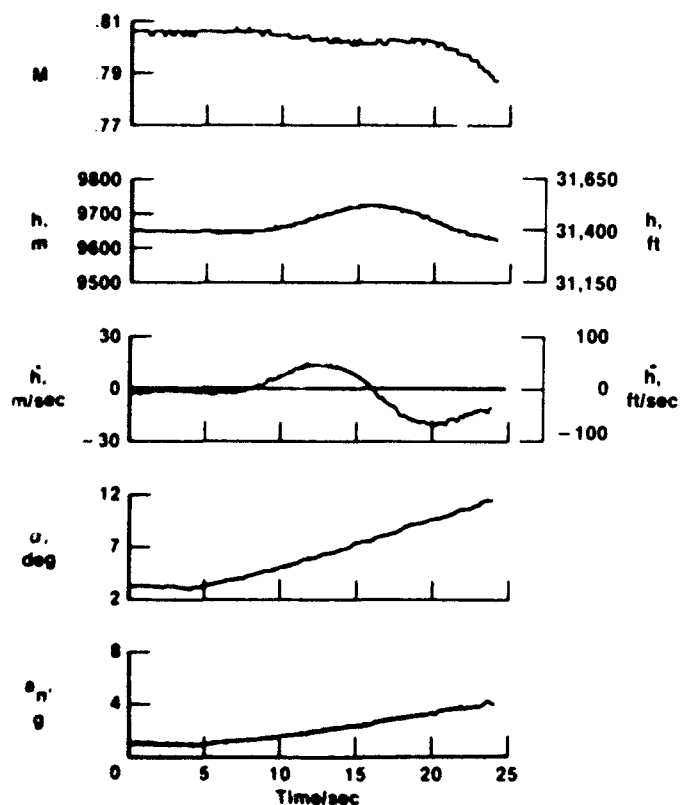 .81
.79
.77
M
9800
9700
9600
9500
h,
m
31,650
31,400
31,150
h,
ft
30
0
-30
ḣ,
m/sec
100
0
-100
ḣ,
ft/sec
12
7
2
α,
deg
8
4
0
an,
g
5 10 15 20 25
Time/sec